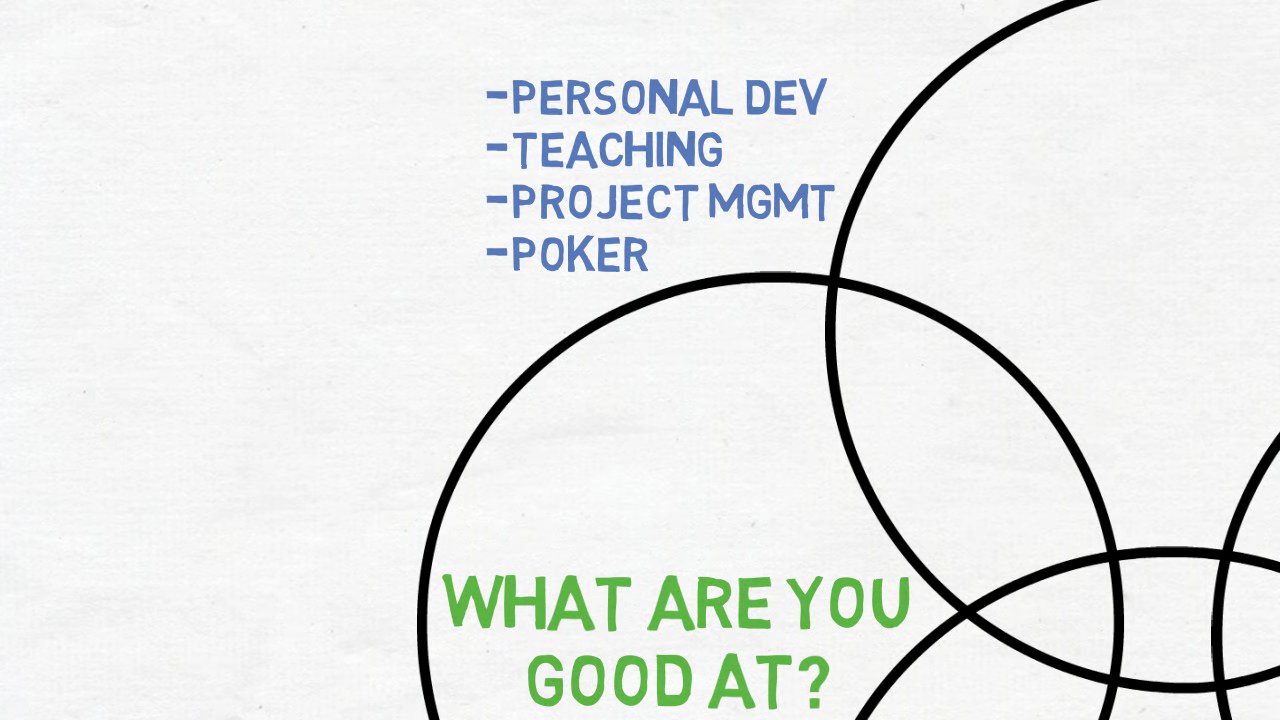 -PERSONAL DEV
-TEACHING
-PROJECT MGMT
-POKER
WHAT ARE YOU
GOOD AT?